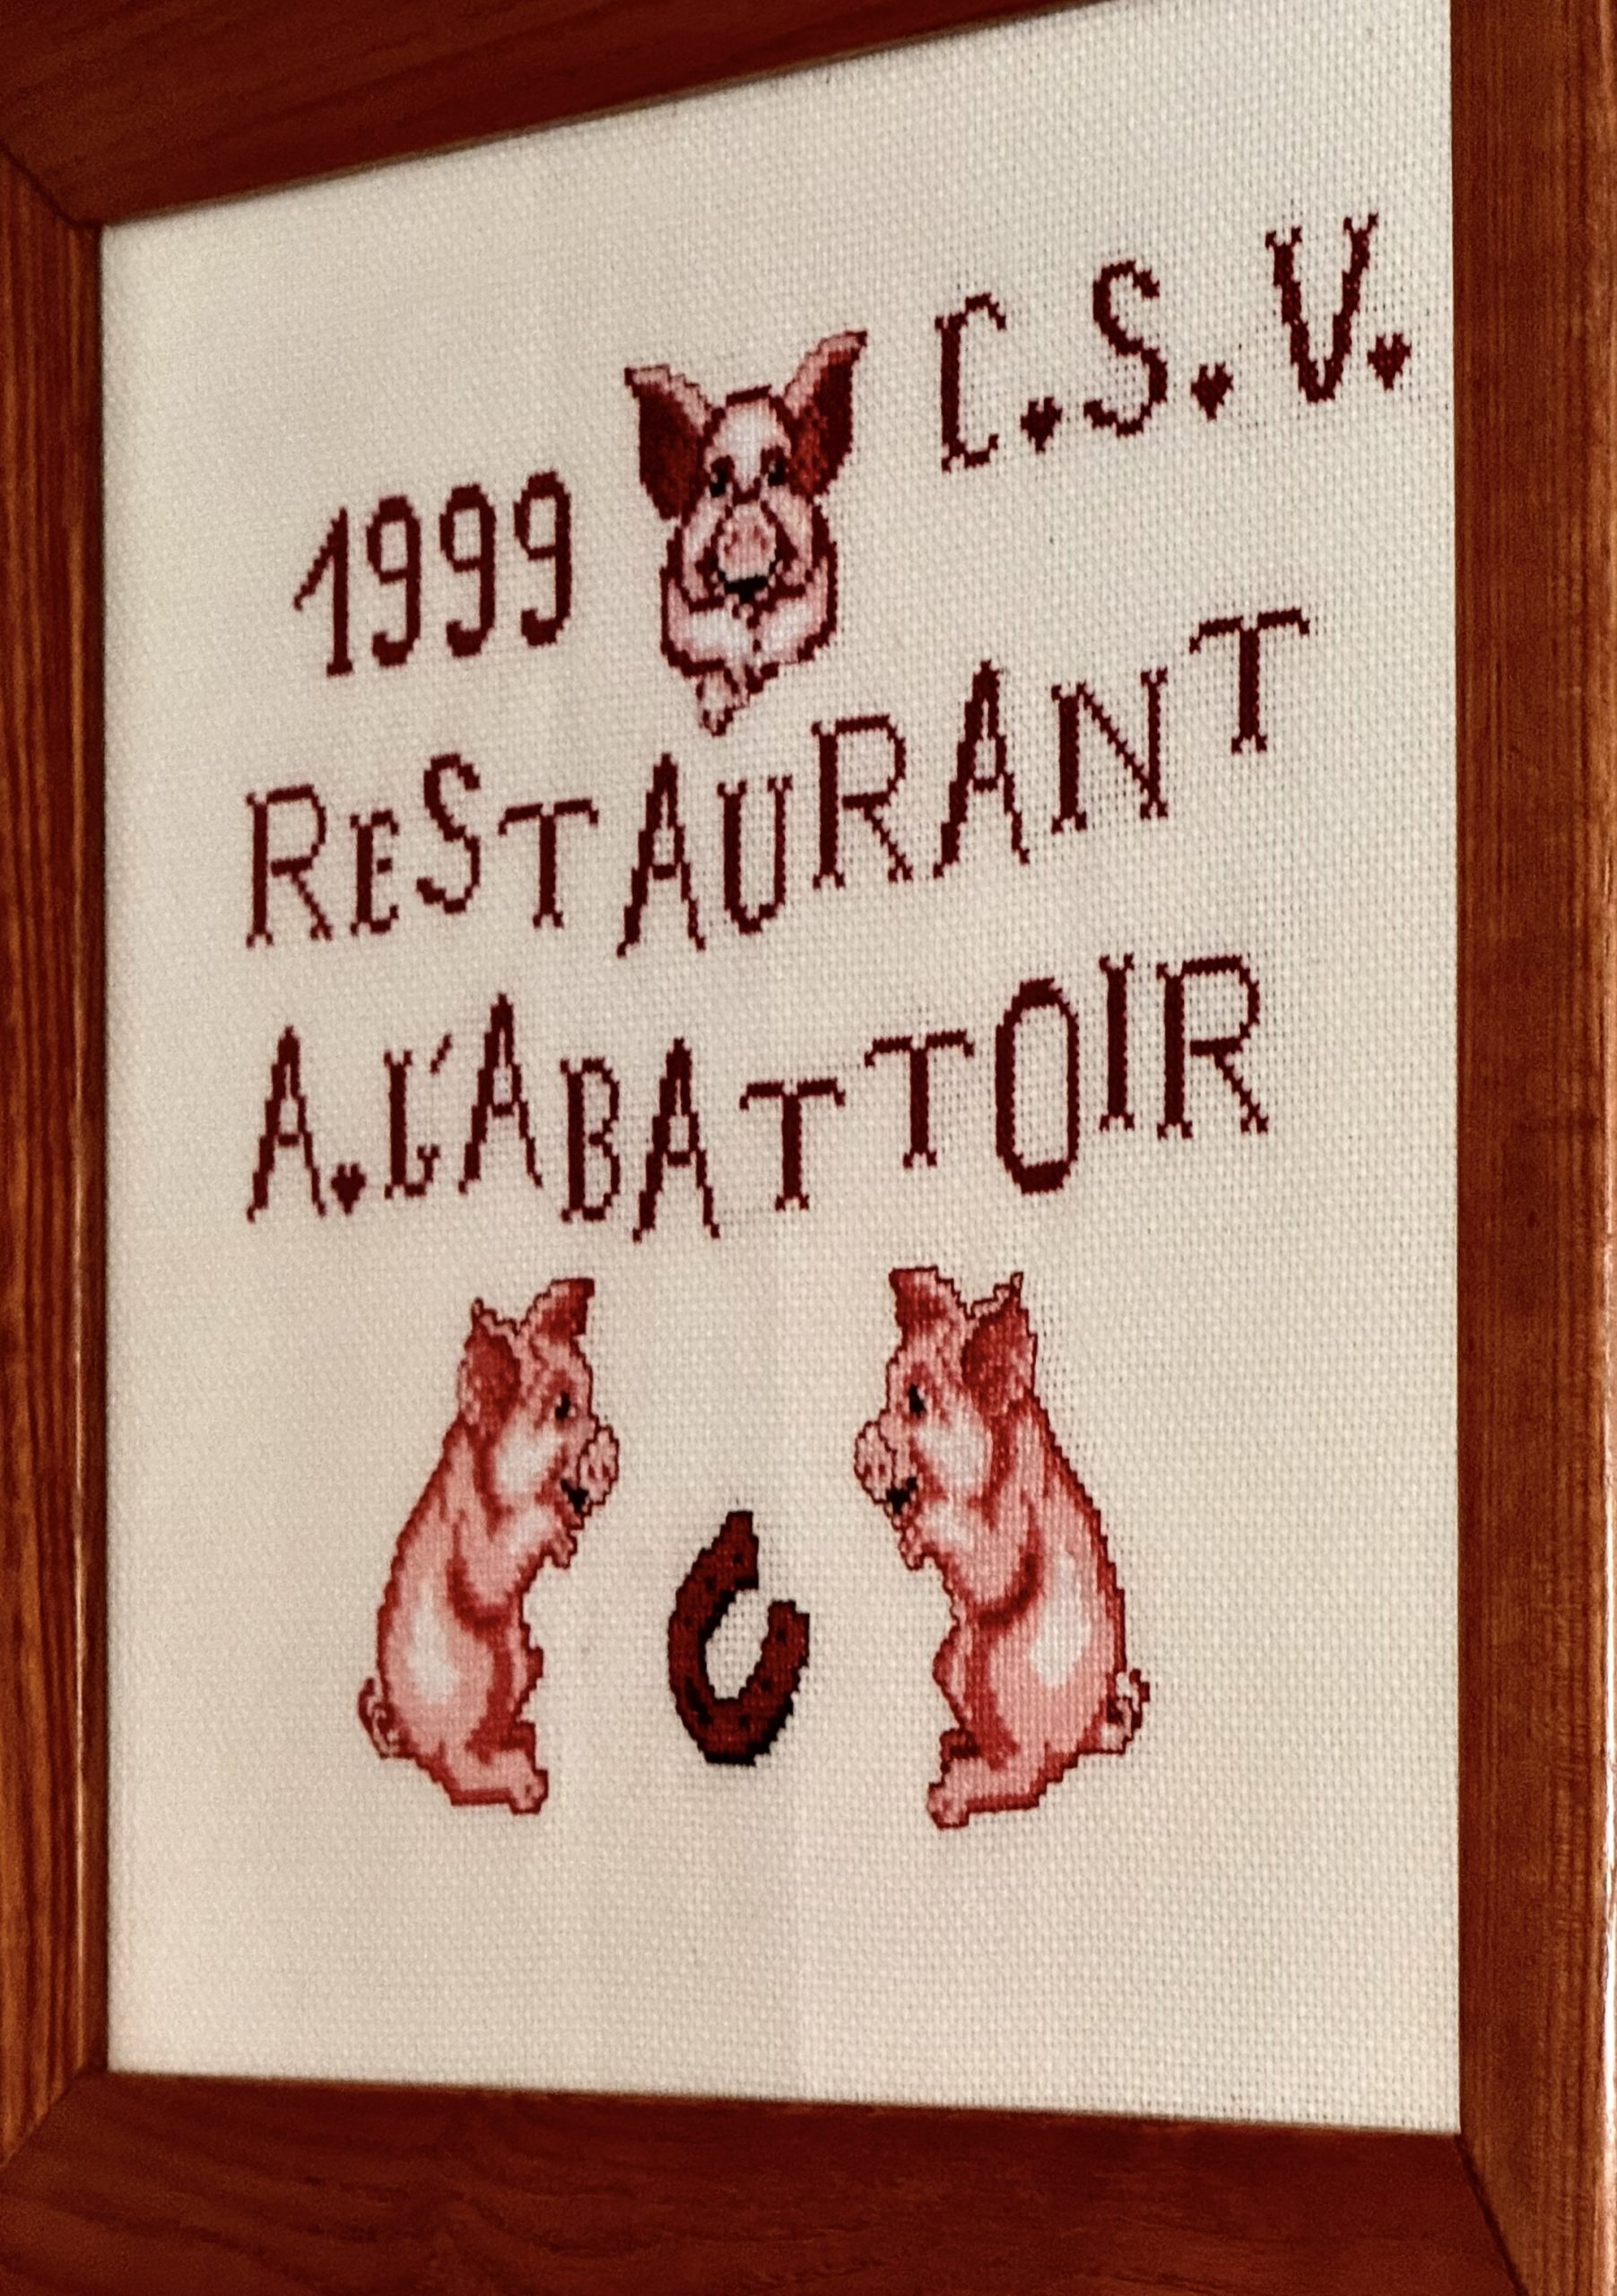 1999 C.S.V.
RESTAURANT
A.L'ABATTOIR